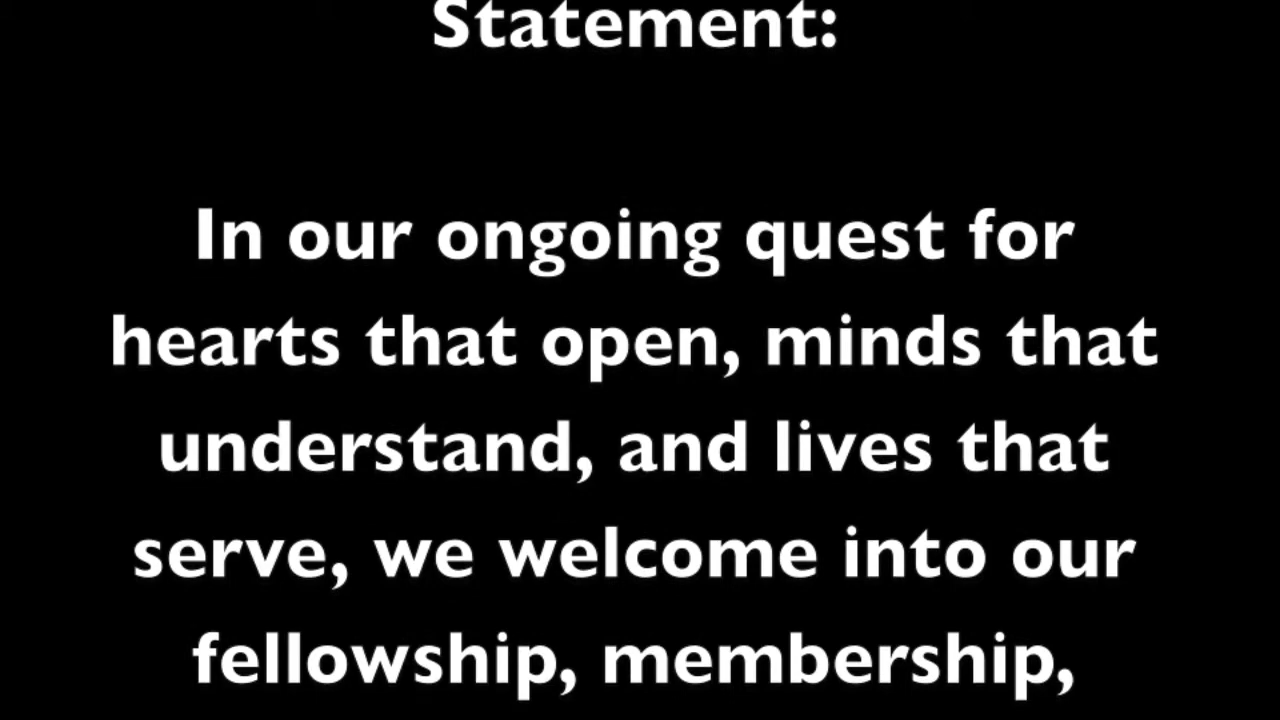 Statement:
In our ongoing quest for
hearts that open, minds that
understand, and lives that
serve, we welcome into our
fellowship, membership,